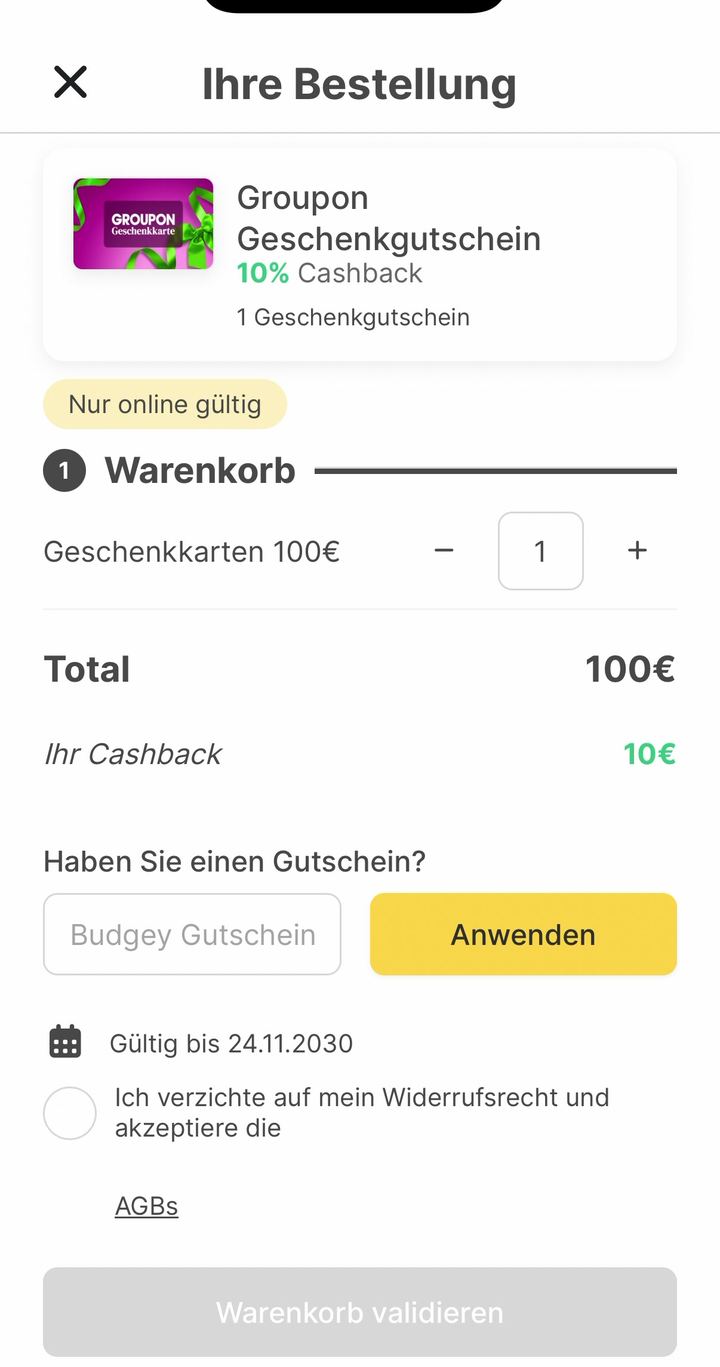 Ihre Bestellung
GROUPON
Geschenkkarte
Groupon
Geschenkgutschein
10% Cashback
1 Geschenkgutschein
Nur online gültig
1 Warenkorb
Geschenkkarten 100€ − 1 +
Total 100€
Ihr Cashback 10€
Haben Sie einen Gutschein?
Budgey Gutschein Anwenden
Gültig bis 24.11.2030
Ich verzichte auf mein Widerrufsrecht und
akzeptiere die
AGBs
Warenkorb validieren